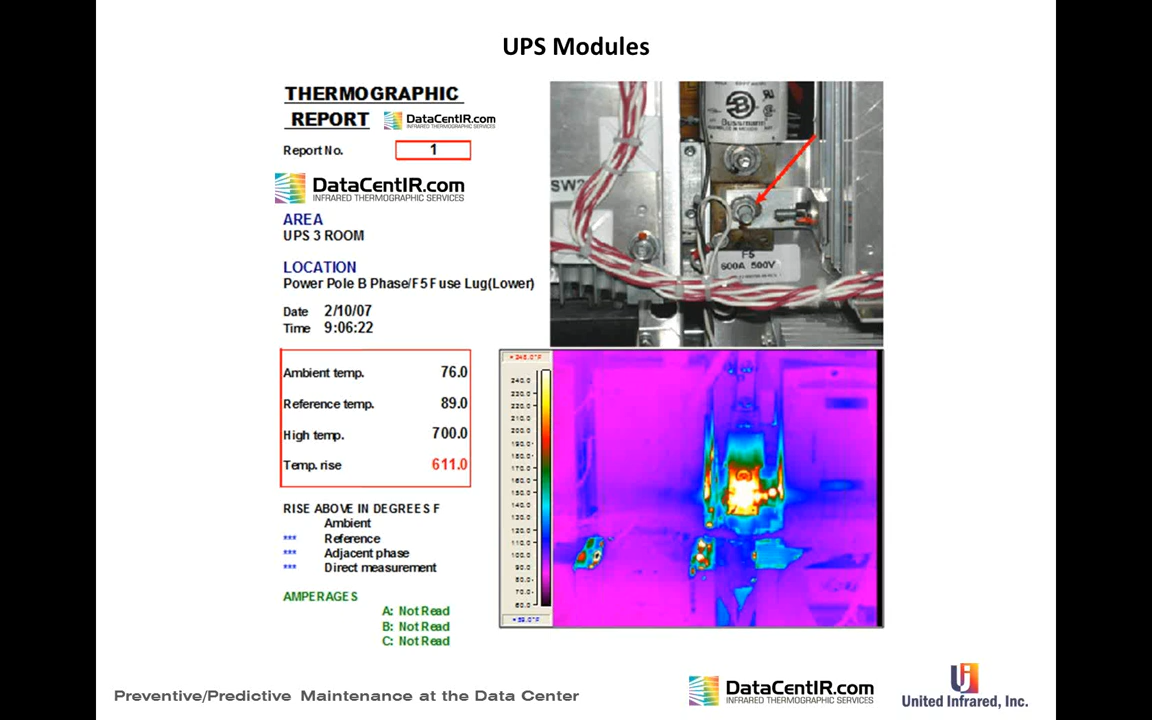 UPS Modules
THERMOGRAPHIC
REPORT
DataCentIR.com
INFRARED THERMOGRAPHIC SERVICES
Report No. 1
DataCentIR.com
INFRARED THERMOGRAPHIC SERVICES
AREA
UPS 3 ROOM
LOCATION
Power Pole B Phase/F5 Fuse Lug(Lower)
Date 2/10/07
Time 9:06:22
Ambient temp. 76.0
Reference temp. 89.0
High temp. 700.0
Temp. rise 611.0
RISE ABOVE IN DEGREES F
Ambient
*** Reference
*** Adjacent phase
*** Direct measurement
AMPERAGES
A: Not Read
B: Not Read
C: Not Read
Bussmann
SW2
F5
600A 500V
240.0
230.0
220.0
210.0
200.0
190.0
180.0
170.0
160.0
150.0
140.0
130.0
120.0
110.0
100.0
90.0
80.0
70.0
60.0
Preventive/Predictive Maintenance at the Data Center
DataCentIR.com
INFRARED THERMOGRAPHIC SERVICES
United Infrared, Inc.